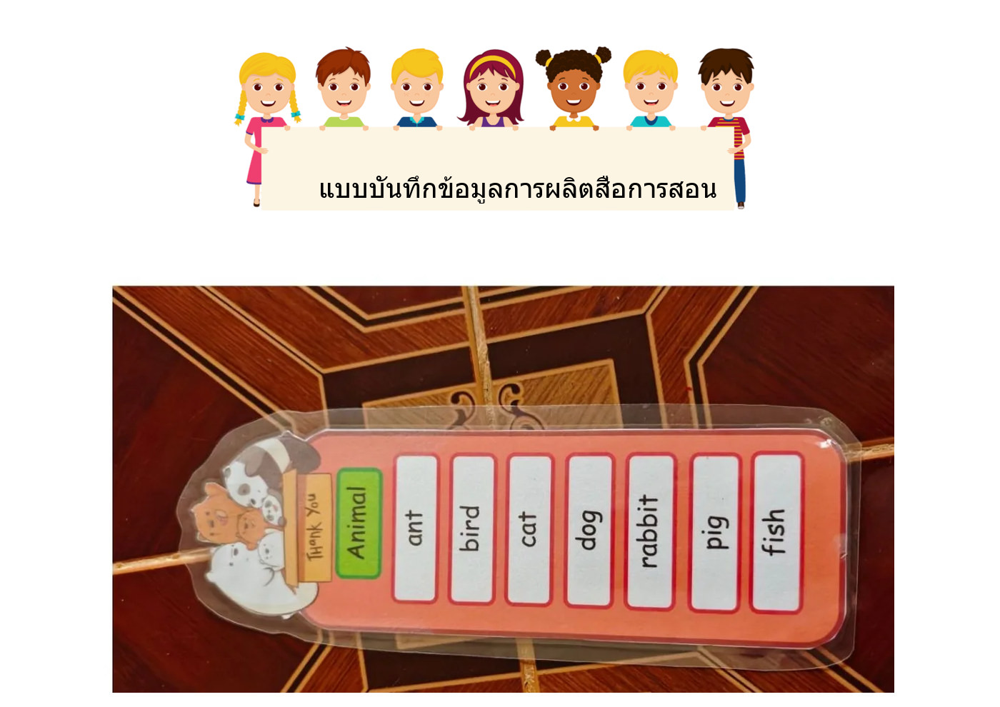 แบบบันทึกข้อมูลการผลิตสื่อการสอน
THank You
Animal
ant
bird
cat
dog
rabbit
pig
fish